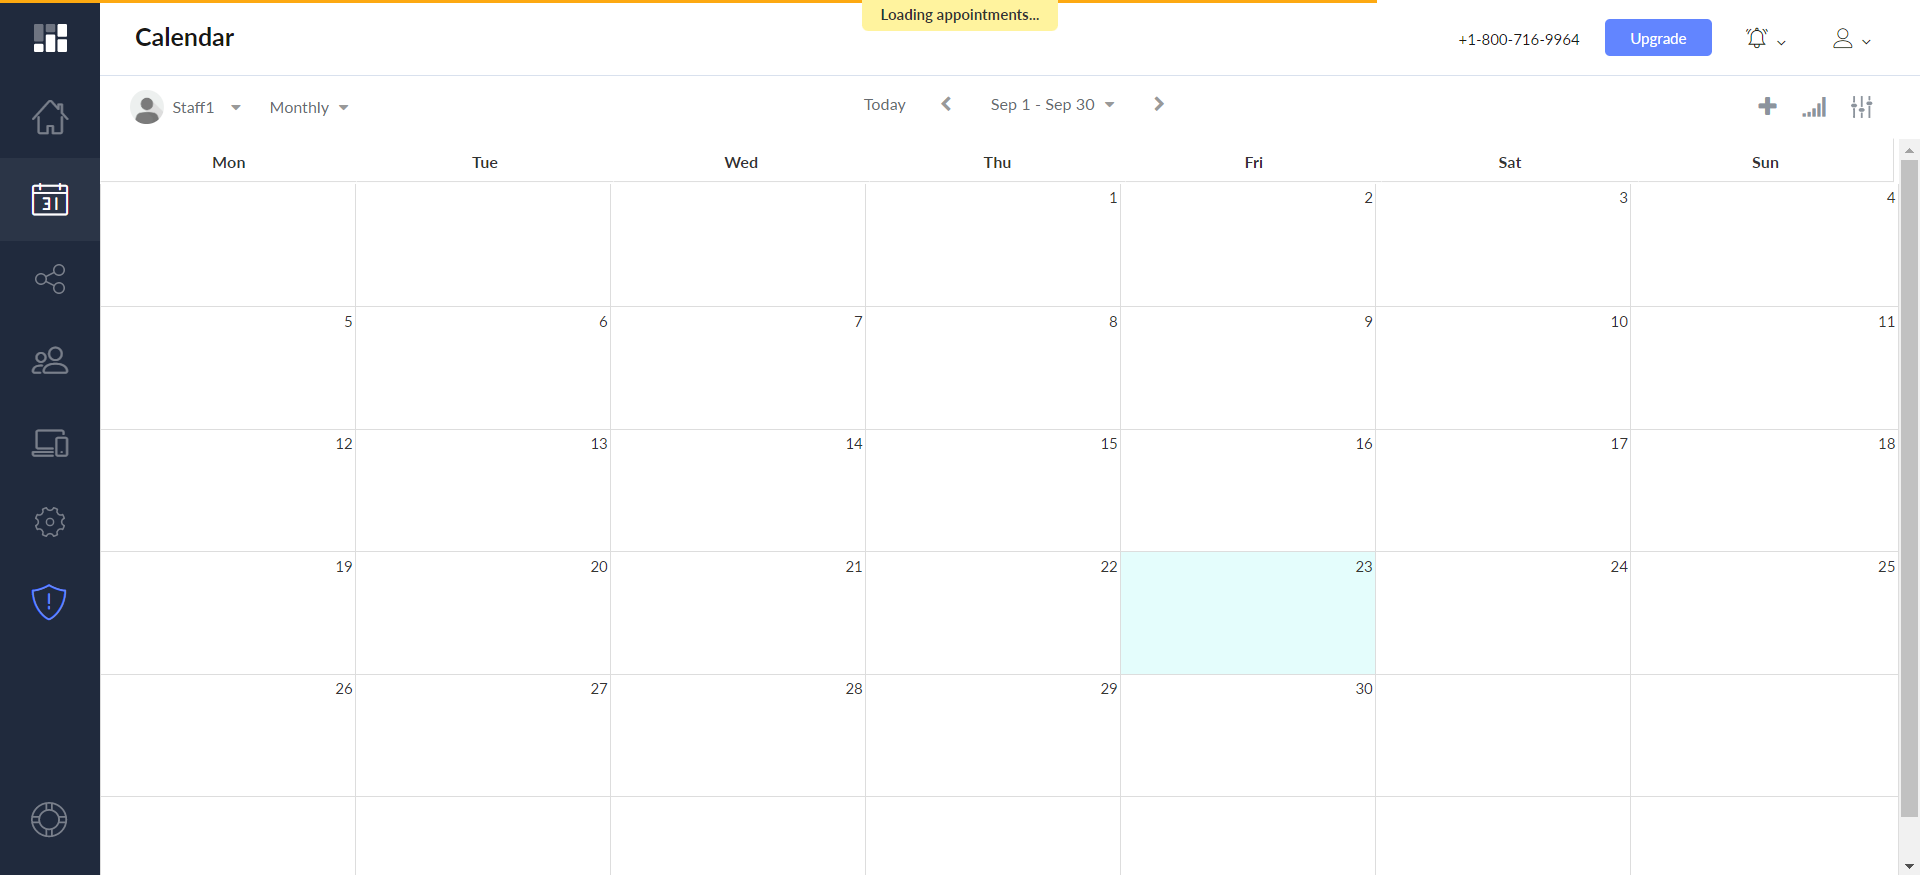 Loading appointments...
Calendar
+1-800-716-9964
Upgrade
Staff1
Monthly
Today
Sep 1 - Sep 30
Mon Tue Wed Thu Fri Sat Sun
1 2 3 4
5 6 7 8 9 10 11
12 13 14 15 16 17 18
19 20 21 22 23 24 25
26 27 28 29 30
31